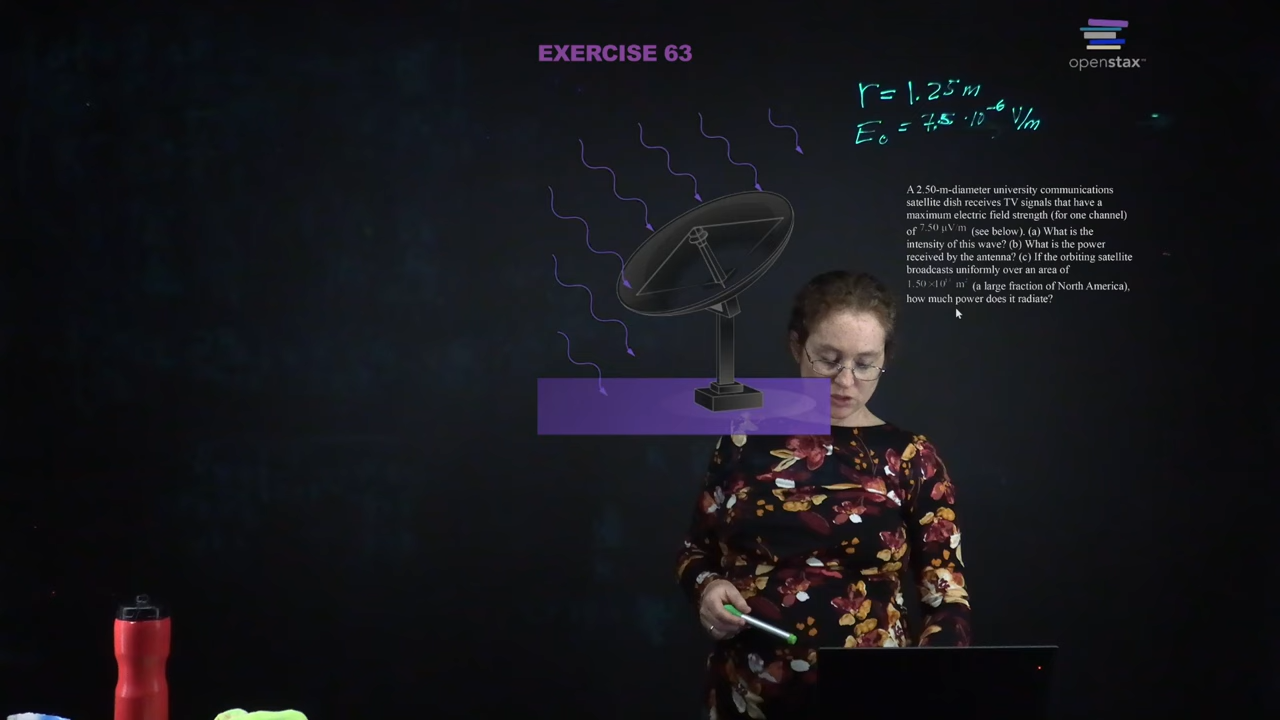 EXERCISE 63
openstax™
r = 1.25 m
E₀ = 7.5 · 10⁻⁶ V/m
A 2.50-m-diameter university communications
satellite dish receives TV signals that have a
maximum electric field strength (for one channel)
of 7.50 μV/m (see below). (a) What is the
intensity of this wave? (b) What is the power
received by the antenna? (c) If the orbiting satellite
broadcasts uniformly over an area of
(a large fraction of North America),
how much power does it radiate?